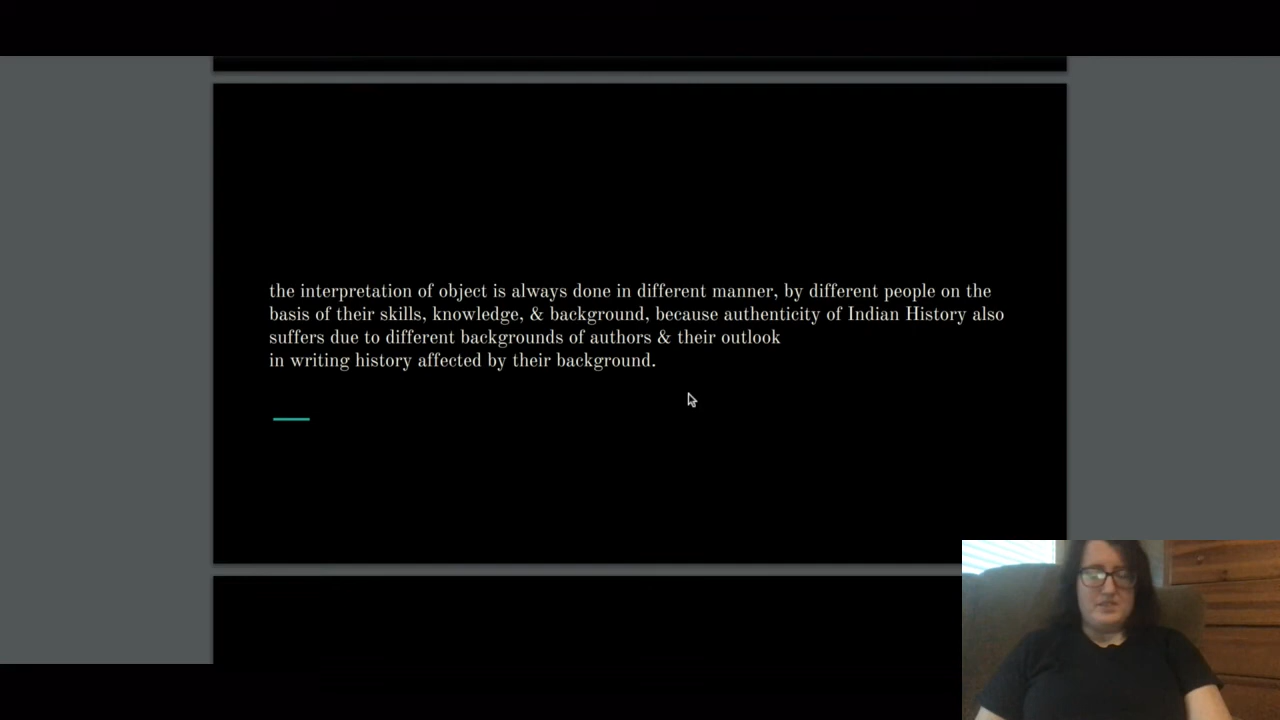 the interpretation of object is always done in different manner, by different people on the
basis of their skills, knowledge, & background, because authenticity of Indian History also
suffers due to different backgrounds of authors & their outlook
in writing history affected by their background.